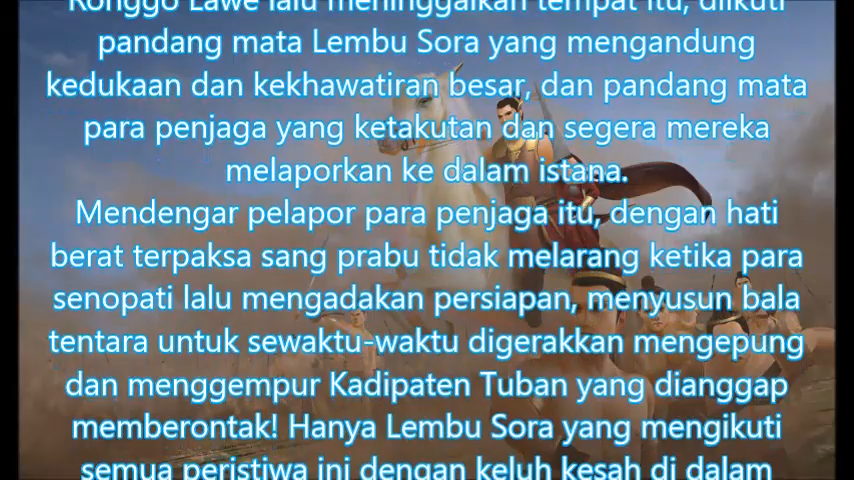 Ronggo Lawe lalu meninggalkan tempat itu, diikuti
pandang mata Lembu Sora yang mengandung
kedukaan dan kekhawatiran besar, dan pandang mata
para penjaga yang ketakutan dan segera mereka
melaporkan ke dalam istana.
Mendengar pelapor para penjaga itu, dengan hati
berat terpaksa sang prabu tidak melarang ketika para
senopati lalu mengadakan persiapan, menyusun bala
tentara untuk sewaktu-waktu digerakkan mengepung
dan menggempur Kadipaten Tuban yang dianggap
memberontak! Hanya Lembu Sora yang mengikuti
semua peristiwa ini dengan keluh kesah di dalam